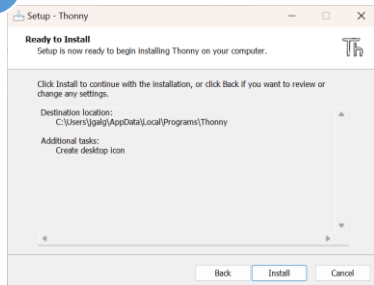 Setup - Thonny
Ready to Install
Setup is now ready to begin installing Thonny on your computer.
Th
Click Install to continue with the installation, or click Back if you want to review or
change any settings.
Destination location:
C:\Users\jgalg\AppData\Local\Programs\Thonny
Additional tasks:
Create desktop icon
Back
Install
Cancel